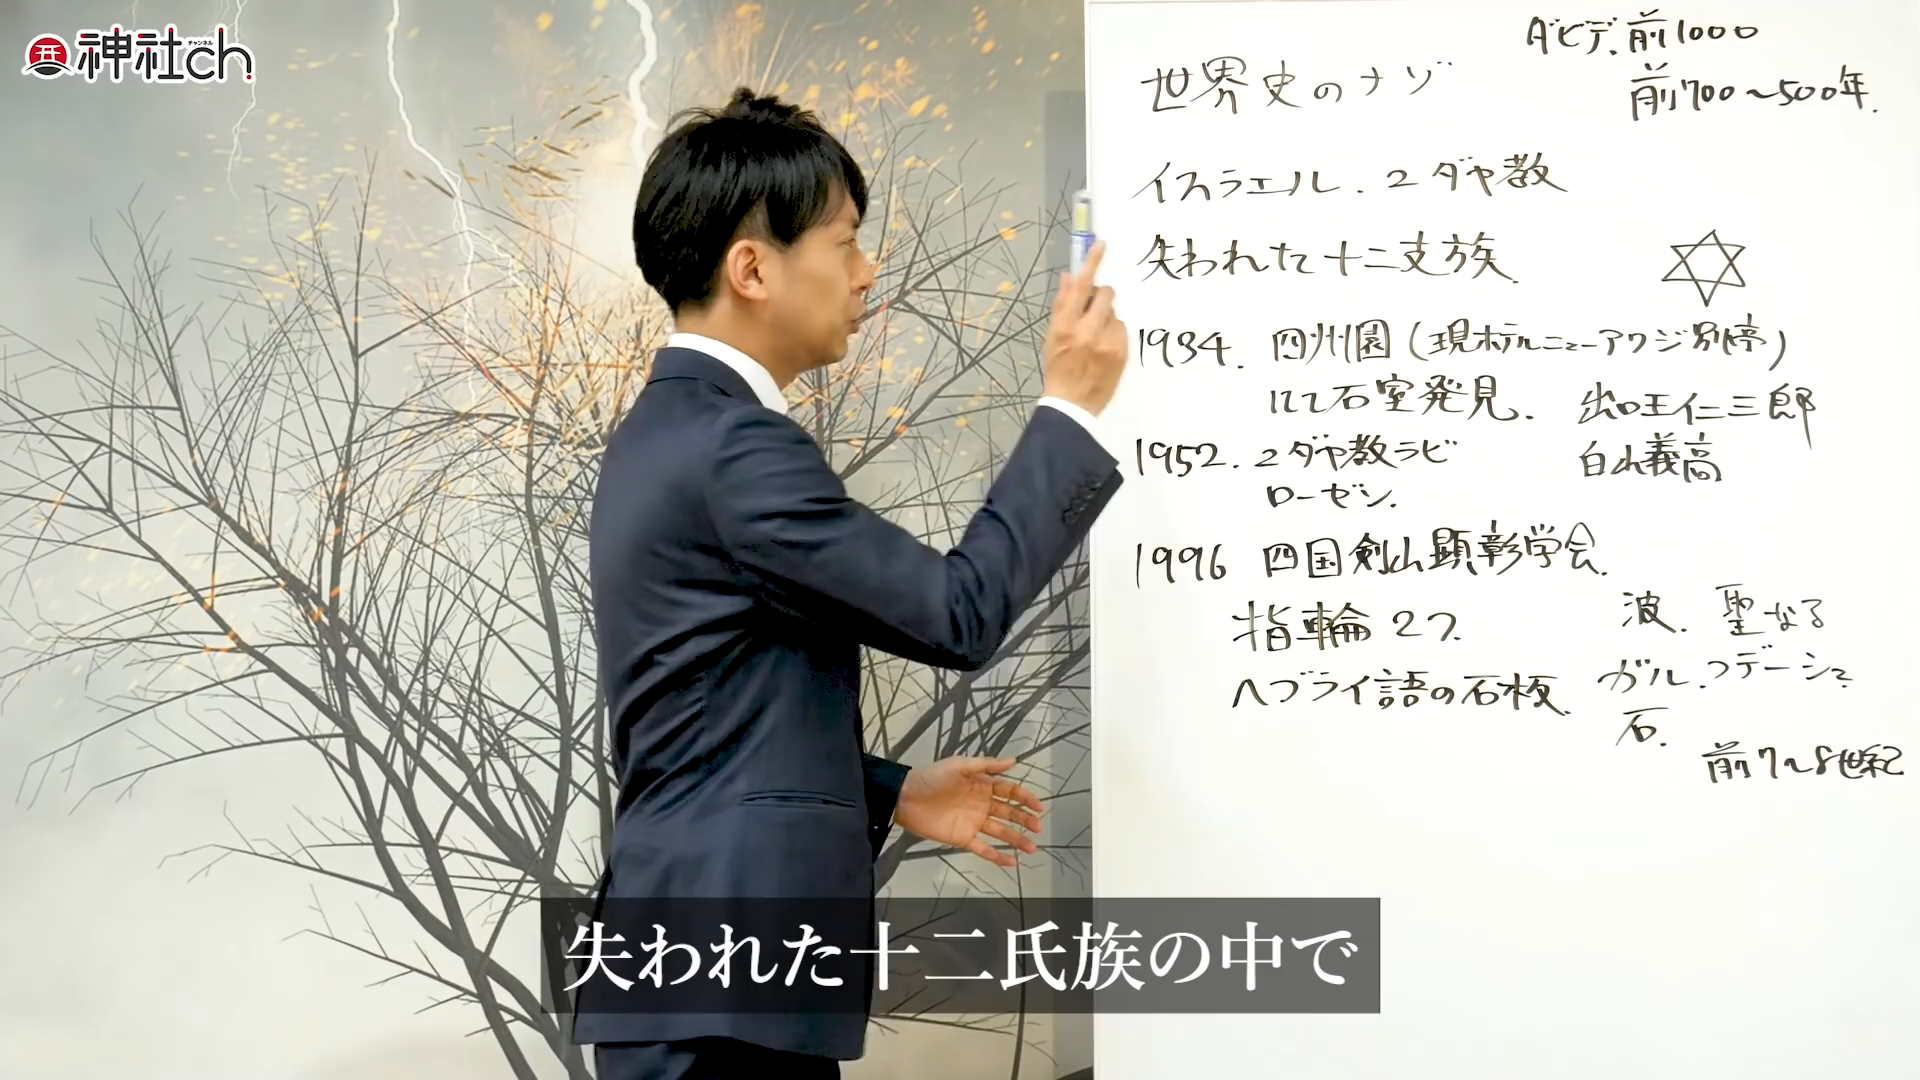 神社ch.
チャンネル
ダビデ. 前1000
前700～500年.
世界史のナゾ
イスラエル. ユダヤ教
失われた十二支族.
1934. 四州園(現ホテルニューアワジ別亭)
にて石室発見. 出口王仁三郎
1952. ユダヤ教ラビ 白山義高
ローゼン.
1996 四国剣山顕彰学会.
指輪2つ. 波. 聖なる
ヘブライ語の石板. ガル.コデーシュ
石. 前7～8世紀
失われた十二氏族の中で